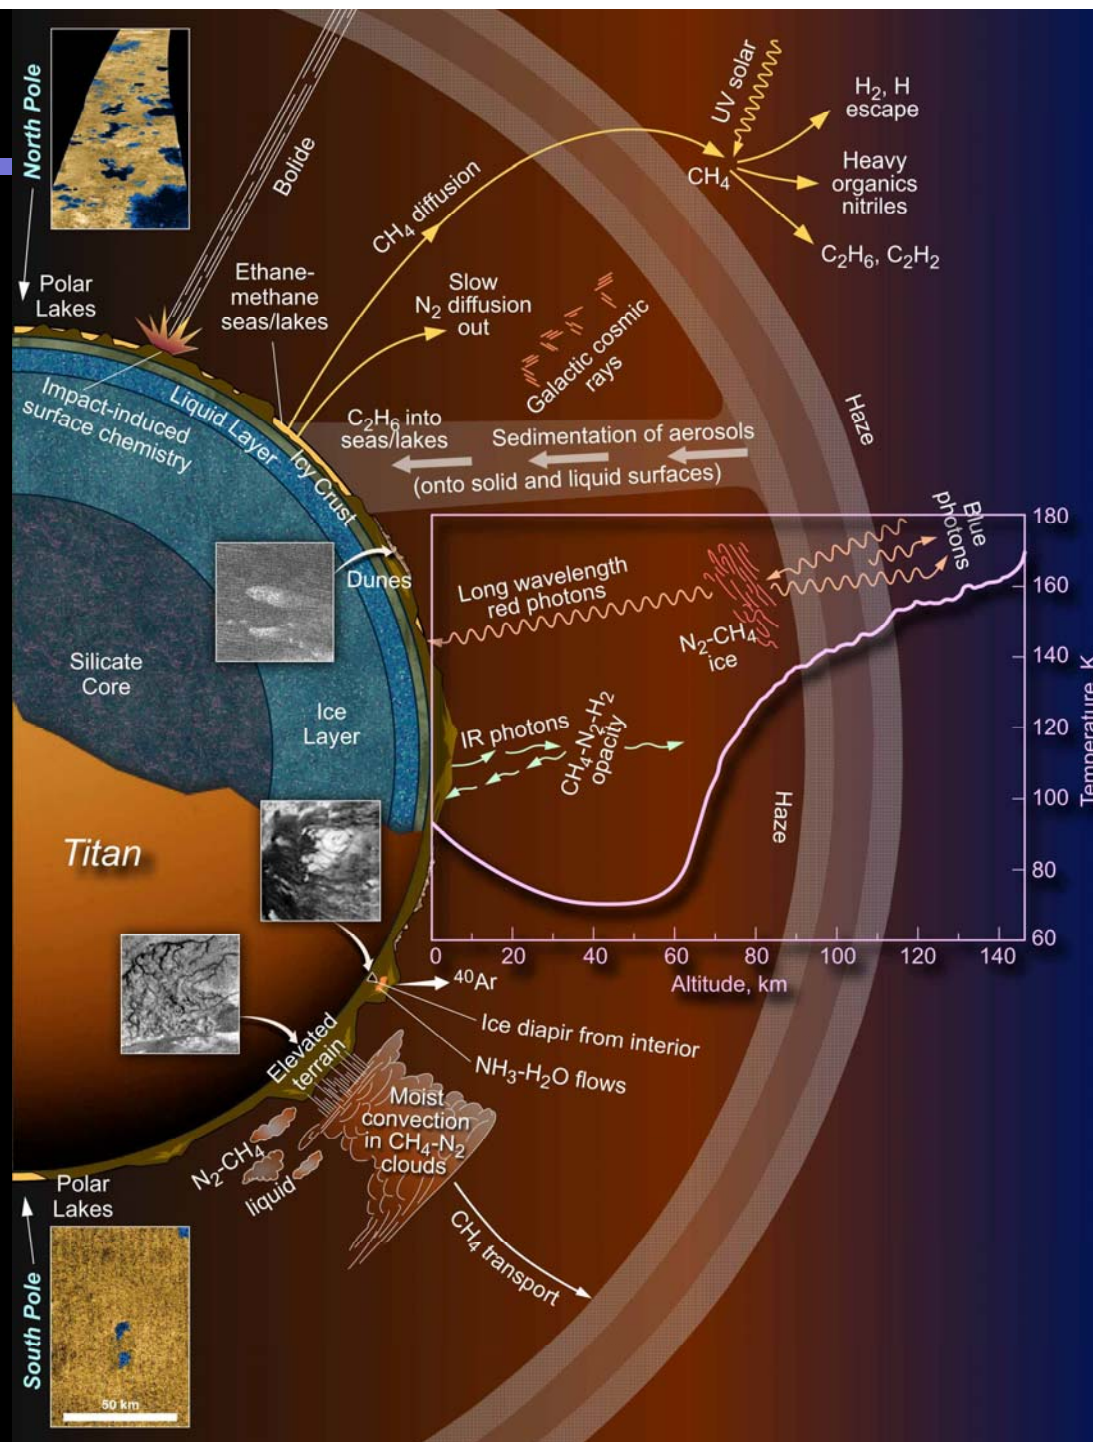 North Pole
Bolide
UV solar
H₂, H
escape
CH₄
Heavy
organics
nitriles
C₂H₆, C₂H₂
CH₄ diffusion
Polar
Lakes
Ethane-
methane
seas/lakes
Slow
N₂ diffusion
out
Galactic cosmic
rays
Haze
Impact-induced
surface chemistry
Liquid Layer
Icy Crust
C₂H₆ into
seas/lakes
Sedimentation of aerosols
(onto solid and liquid surfaces)
Dunes
Long wavelength
red photons
Blue
photons
N₂-CH₄
ice
Silicate
Core
Ice
Layer
IR photons
CH₄-N₂-H₂
opacity
Haze
180
160
140
120
100
80
60
Temperature, K
0
20
40
60
80
100
120
140
Altitude, km
Titan
⁴⁰Ar
Ice diapir from interior
NH₃-H₂O flows
Elevated
terrain
Moist
convection
in CH₄-N₂
clouds
N₂-CH₄
liquid
CH₄ transport
Polar
Lakes
South Pole
50 km